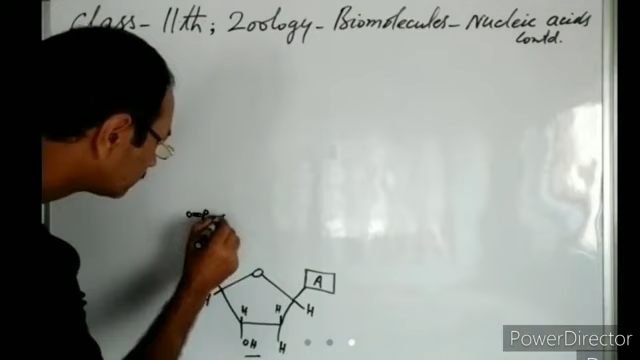 Class - 11th ; Zoology - Biomolecules - Nucleic acids
Contd.
O
A
H
H
H
H
OH
H
PowerDirector